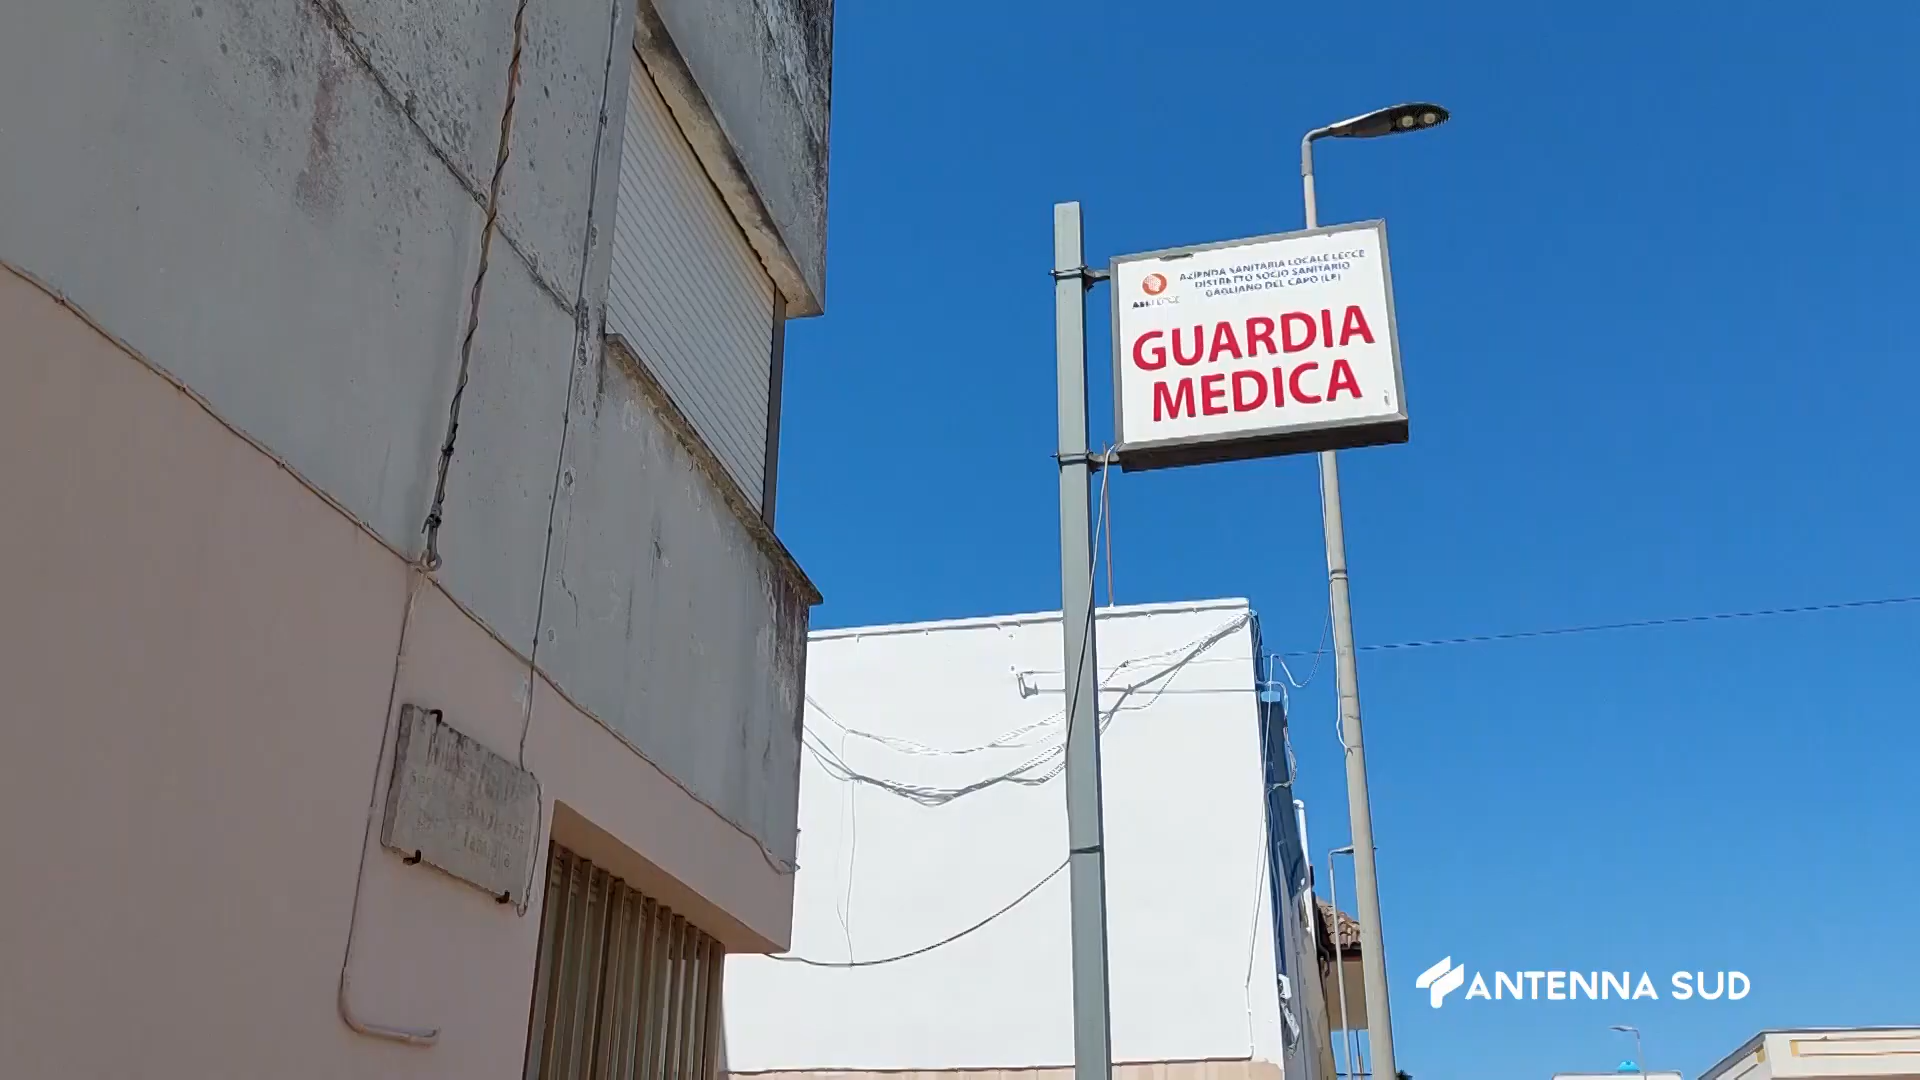 AZIENDA SANITARIA LOCALE LECCE
DISTRETTO SOCIO SANITARIO
GAGLIANO DEL CAPO (LE)
ASL LECCE
GUARDIA
MEDICA
ANTENNA SUD